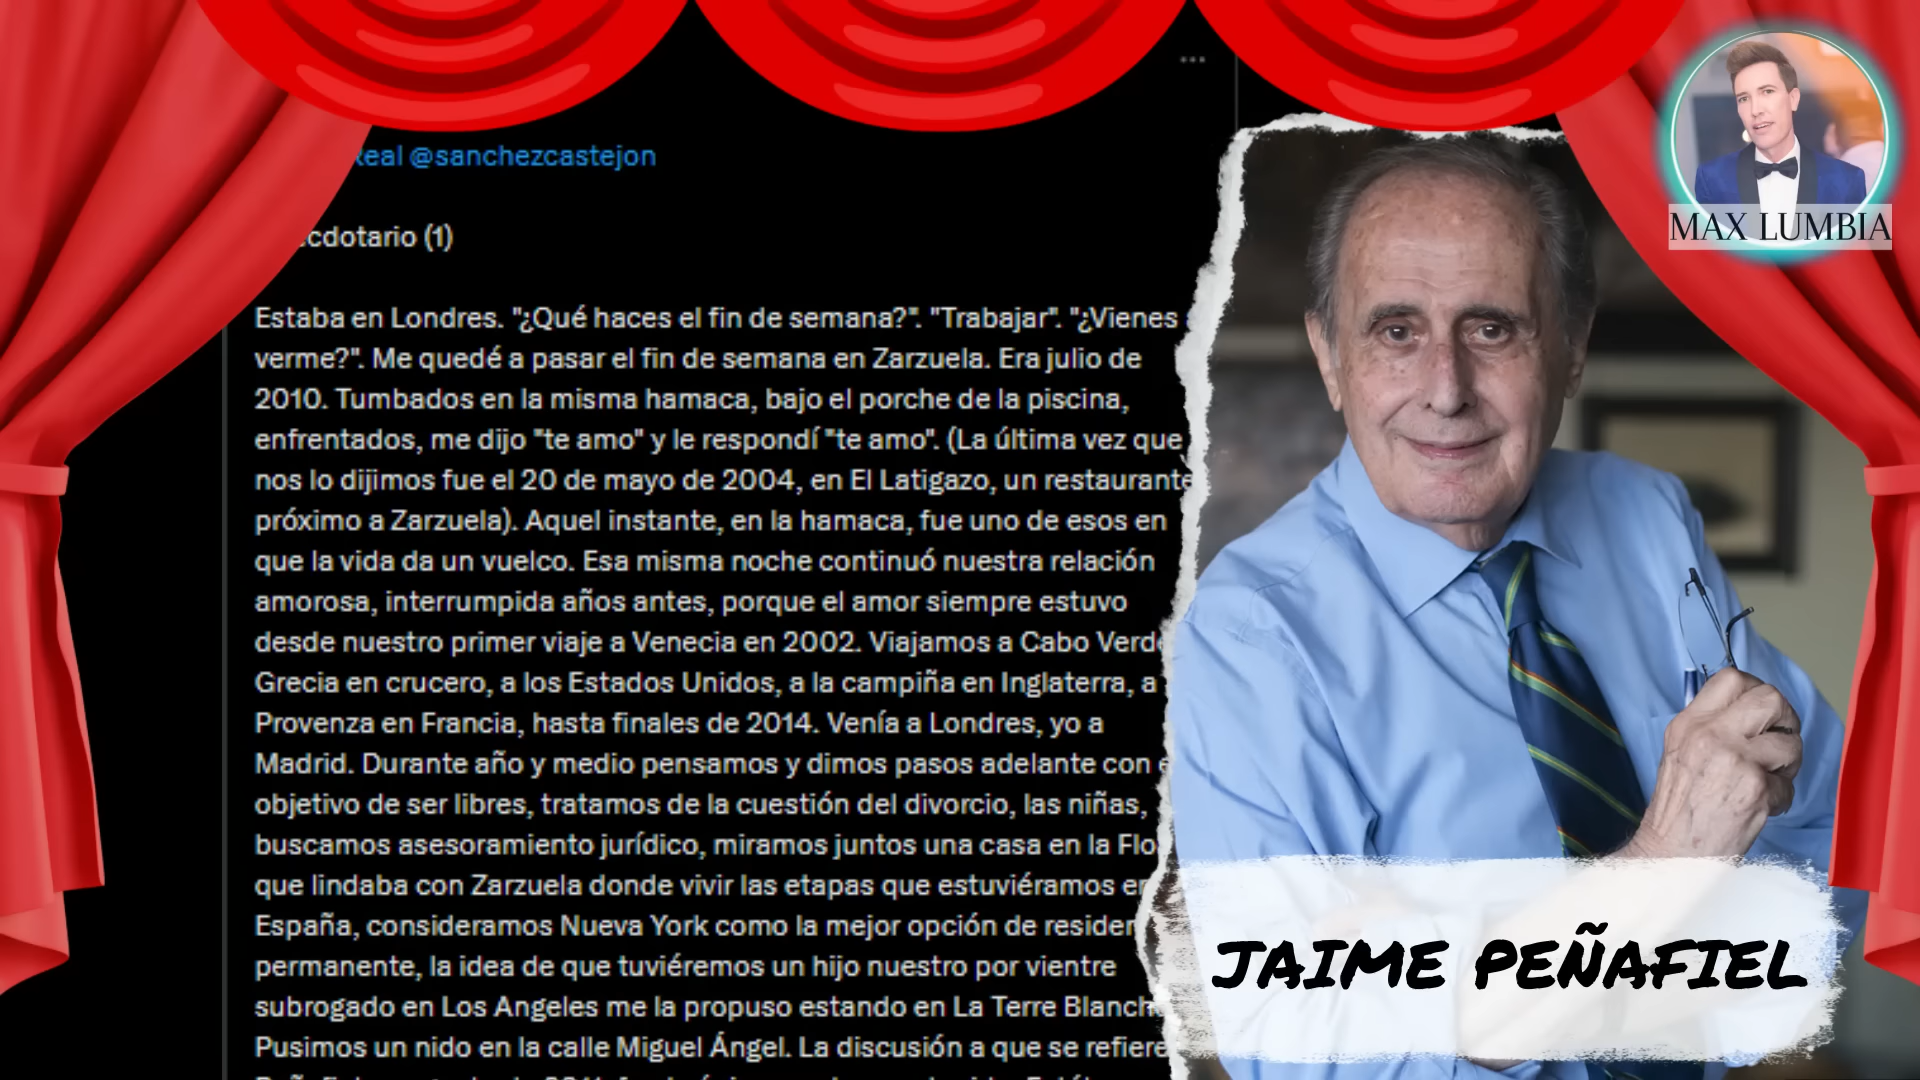 MAX LUMBIA
Real @sanchezcastejon
cdotario (1)
Estaba en Londres. "¿Qué haces el fin de semana?". "Trabajar". "¿Vienes
verme?". Me quedé a pasar el fin de semana en Zarzuela. Era julio de
2010. Tumbados en la misma hamaca, bajo el porche de la piscina,
enfrentados, me dijo "te amo" y le respondí "te amo". (La última vez que
nos lo dijimos fue el 20 de mayo de 2004, en El Latigazo, un restaurante
próximo a Zarzuela). Aquel instante, en la hamaca, fue uno de esos en
que la vida da un vuelco. Esa misma noche continuó nuestra relación
amorosa, interrumpida años antes, porque el amor siempre estuvo
desde nuestro primer viaje a Venecia en 2002. Viajamos a Cabo Verde
Grecia en crucero, a los Estados Unidos, a la campiña en Inglaterra, a
Provenza en Francia, hasta finales de 2014. Venía a Londres, yo a
Madrid. Durante año y medio pensamos y dimos pasos adelante con e
objetivo de ser libres, tratamos de la cuestión del divorcio, las niñas,
buscamos asesoramiento jurídico, miramos juntos una casa en la Flo
que lindaba con Zarzuela donde vivir las etapas que estuviéramos en
España, consideramos Nueva York como la mejor opción de residen
permanente, la idea de que tuviéremos un hijo nuestro por vientre
subrogado en Los Angeles me la propuso estando en La Terre Blanch
Pusimos un nido en la calle Miguel Ángel. La discusión a que se refiere
JAIME PEÑAFIEL